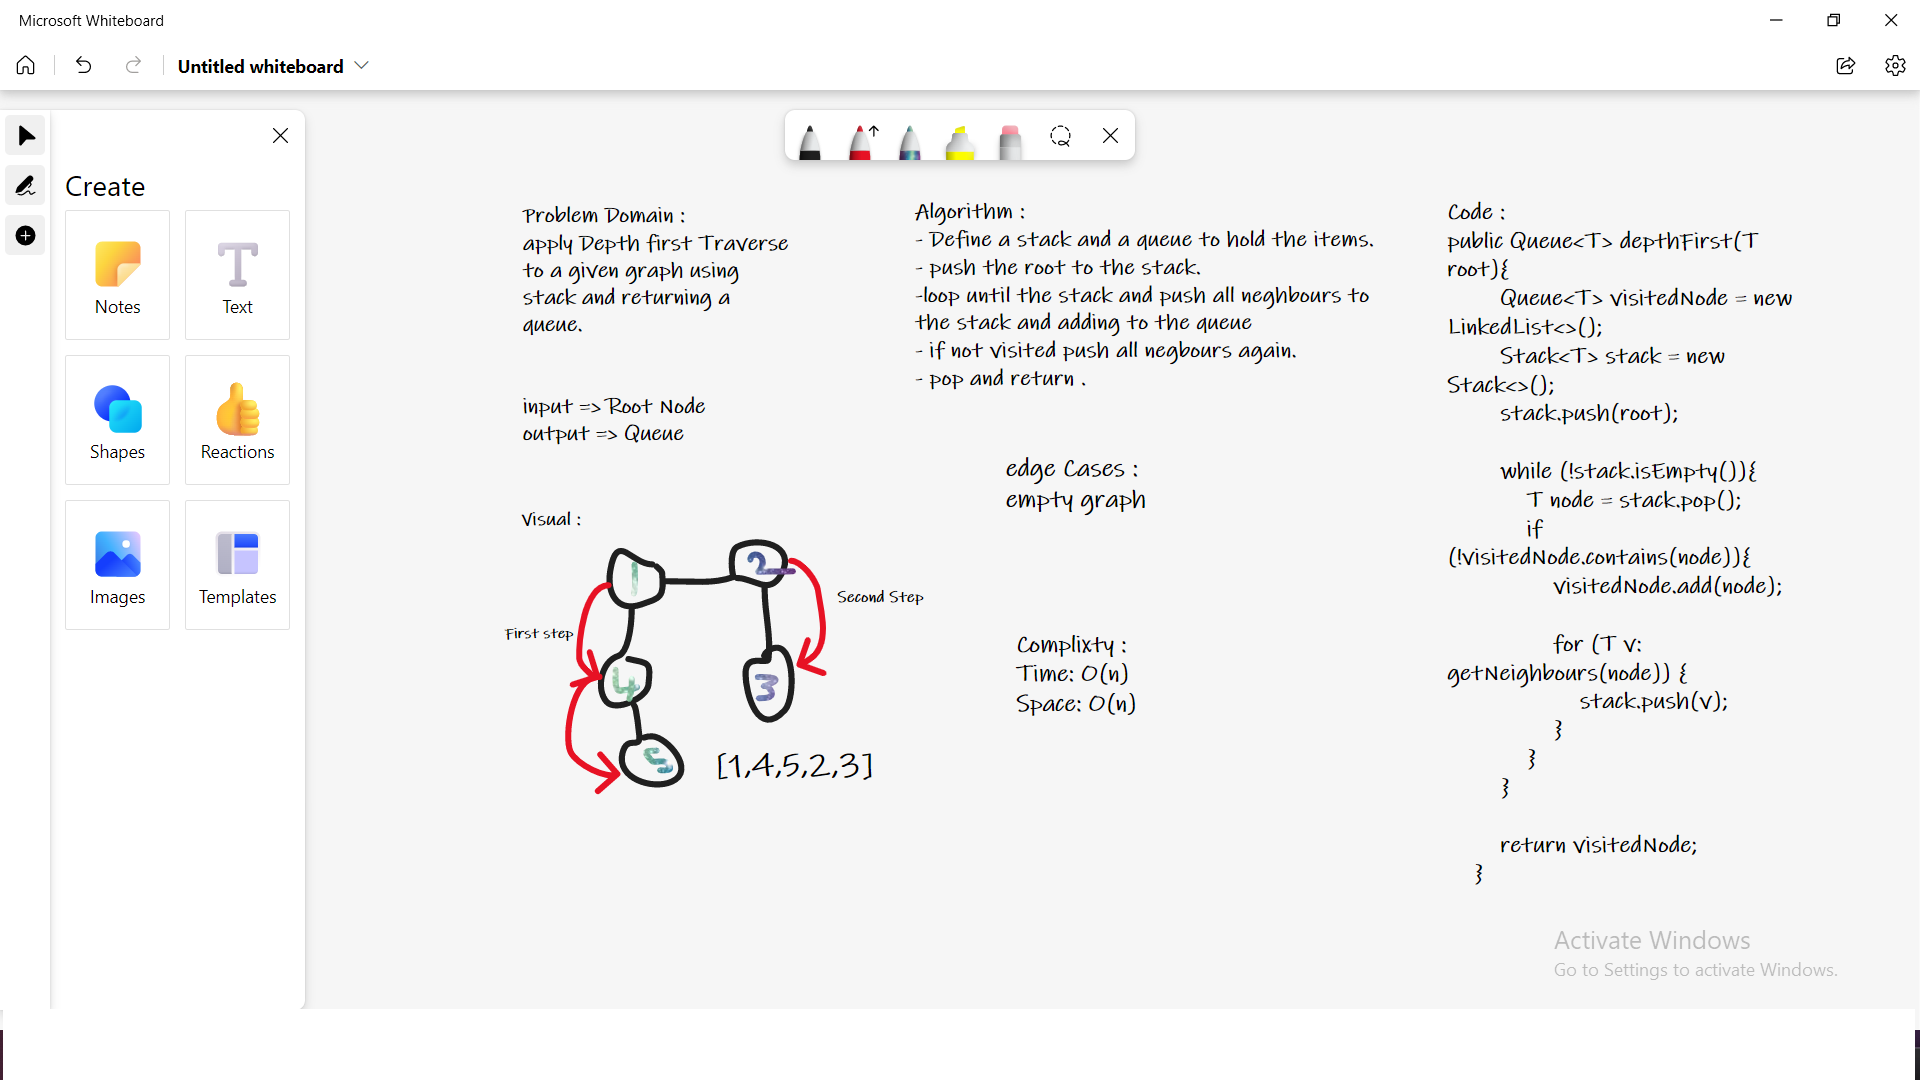 Microsoft Whiteboard
Untitled whiteboard
Create
Notes
Text
Shapes
Reactions
Images
Templates
Problem Domain :
apply Depth first Traverse
to a given graph using
stack and returning a
queue.
input => Root Node
output => Queue
Visual :
1
2
First step
Second Step
4
3
5
[1,4,5,2,3]
Algorithm :
- Define a stack and a queue to hold the items.
- push the root to the stack.
-loop until the stack and push all neghbours to
the stack and adding to the queue
- if not visited push all negbours again.
- pop and return .
edge Cases :
empty graph
Complixty :
Time: O(n)
Space: O(n)
Code :
public Queue<T> depthFirst(T
root){
Queue<T> visitedNode = new
LinkedList<>();
Stack<T> stack = new
Stack<>();
stack.push(root);
while (!stack.isEmpty()){
T node = stack.pop();
if
(!visitedNode.contains(node)){
visitedNode.add(node);
for (T v:
getNeighbours(node)) {
stack.push(v);
}
}
}
return visitedNode;
}
Activate Windows
Go to Settings to activate Windows.